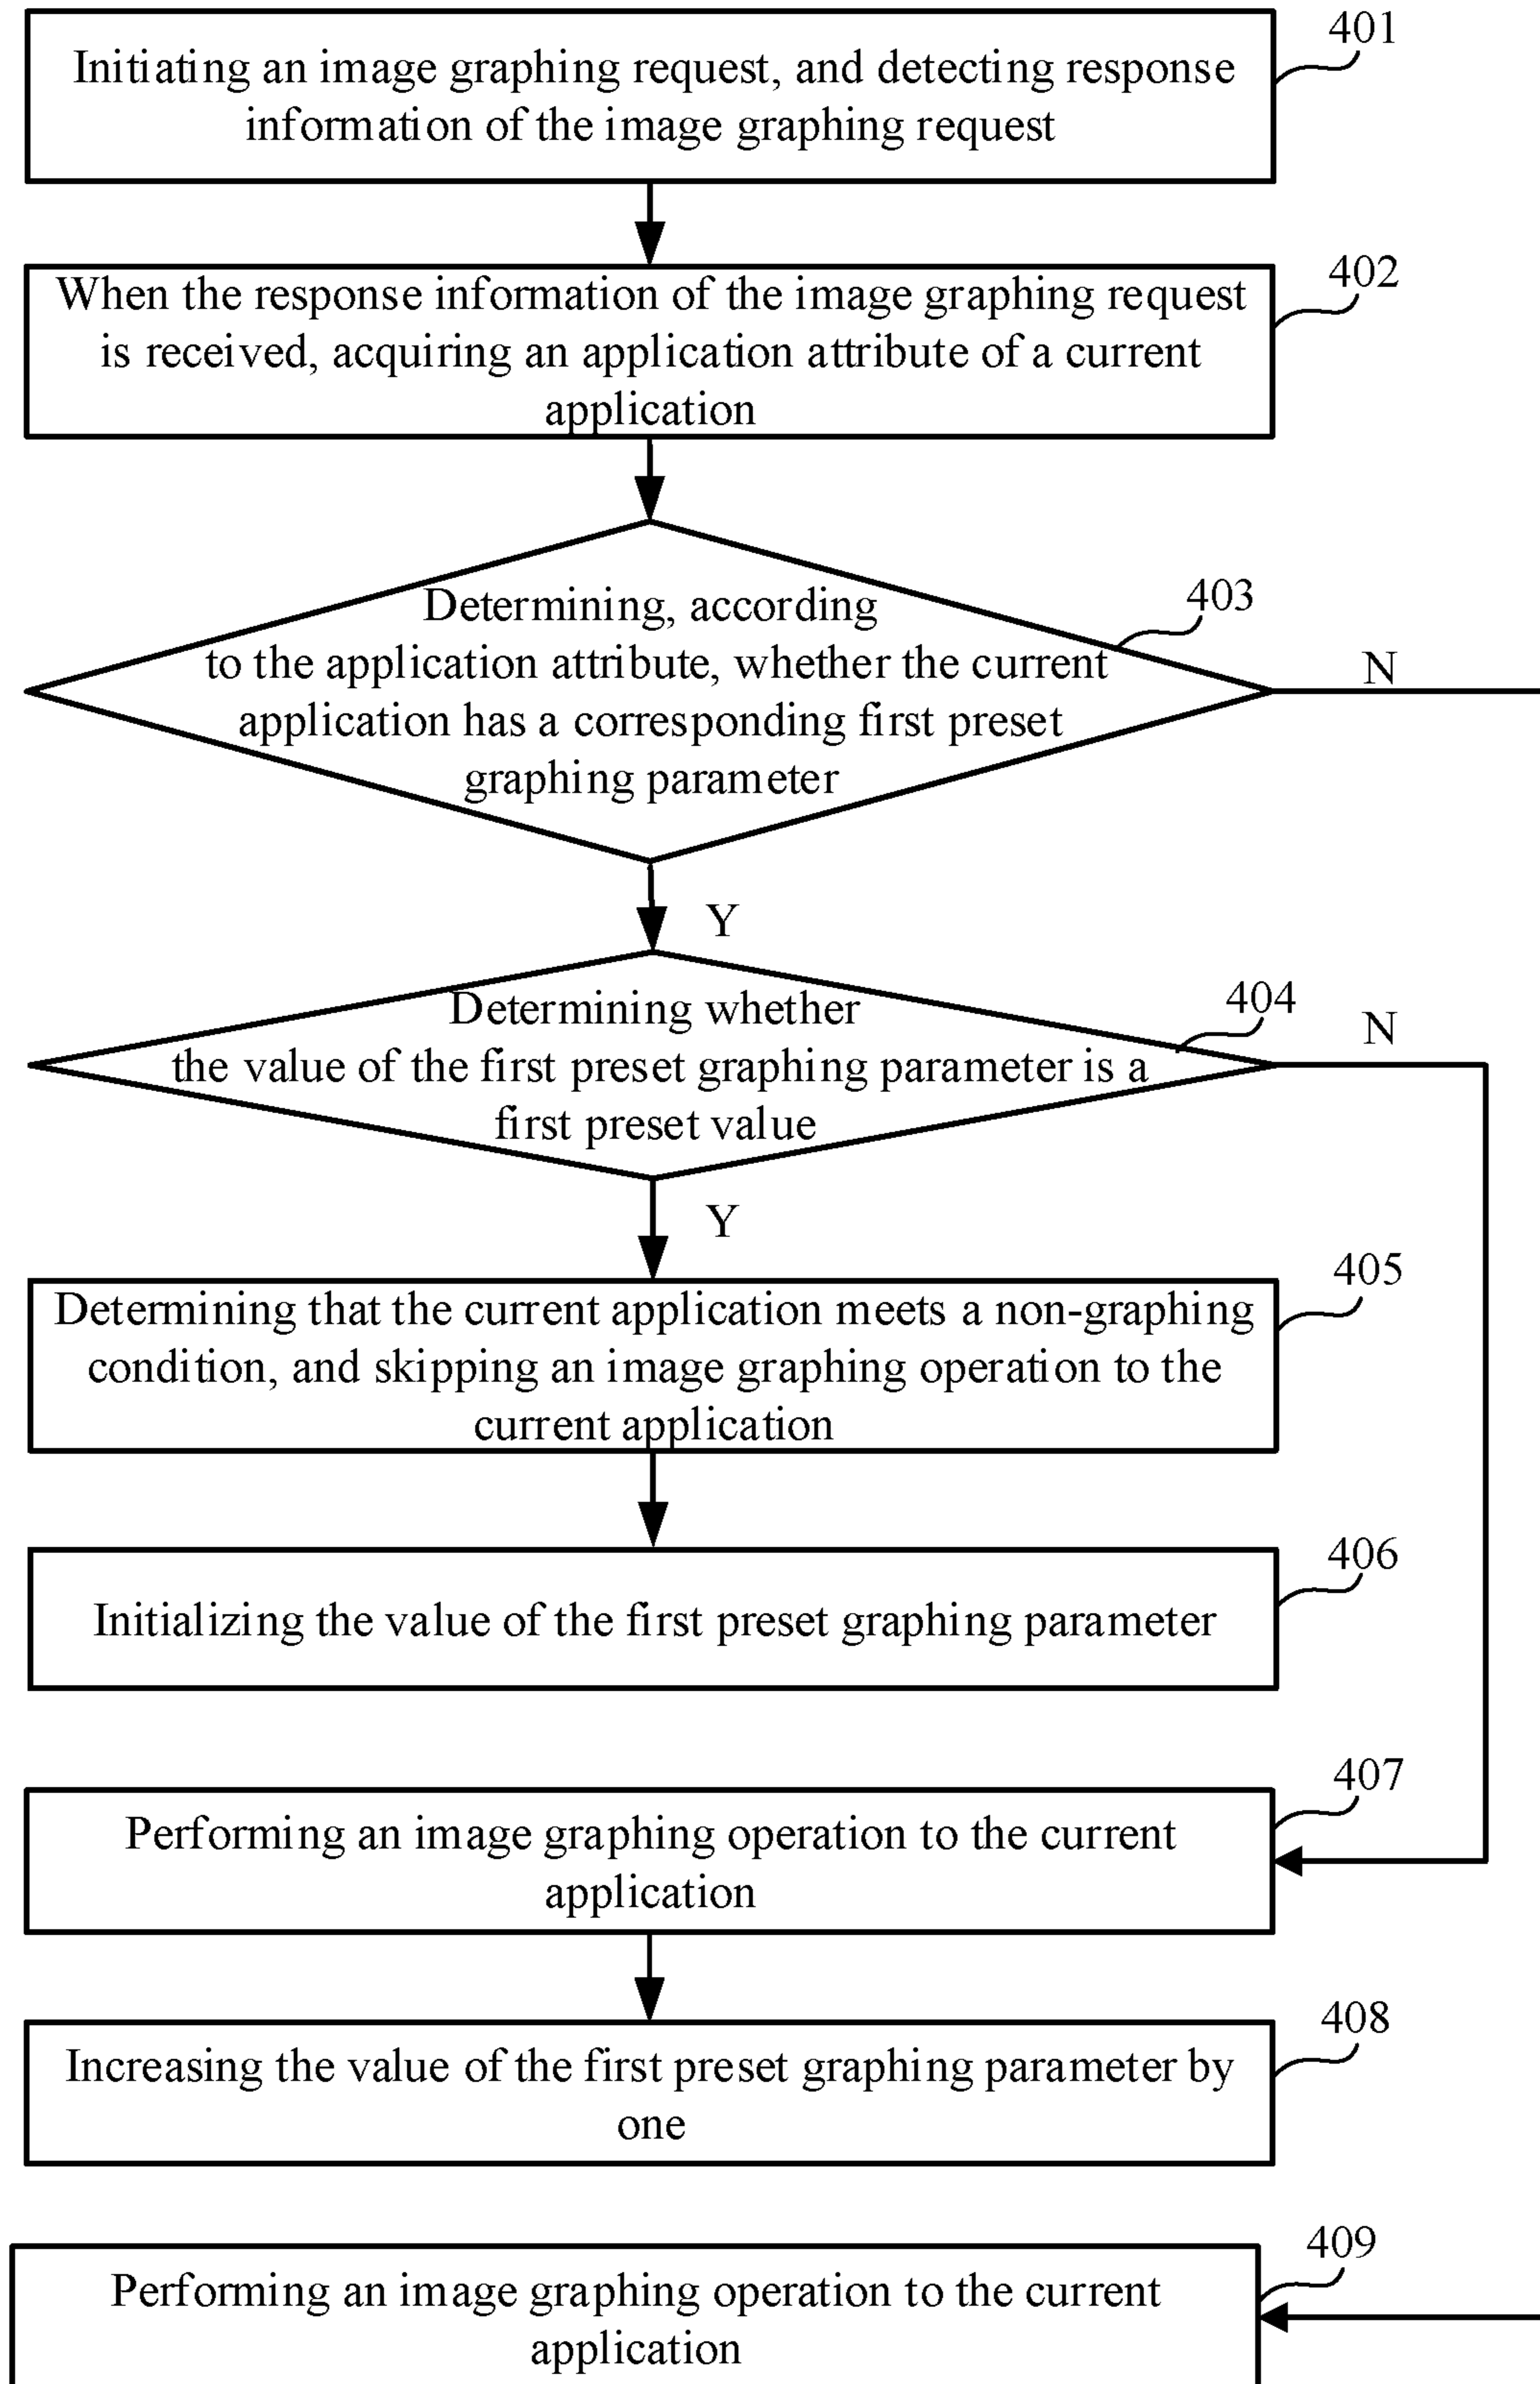 401
Initiating an image graphing request, and detecting response
information of the image graphing request
402
When the response information of the image graphing request
is received, acquiring an application attribute of a current
application
403
Determining, according
to the application attribute, whether the current
application has a corresponding first preset
graphing parameter
N
Y
404
Determining whether
the value of the first preset graphing parameter is a
first preset value
N
Y
405
Determining that the current application meets a non-graphing
condition, and skipping an image graphing operation to the
current application
406
Initializing the value of the first preset graphing parameter
407
Performing an image graphing operation to the current
application
408
Increasing the value of the first preset graphing parameter by
one
409
Performing an image graphing operation to the current
application